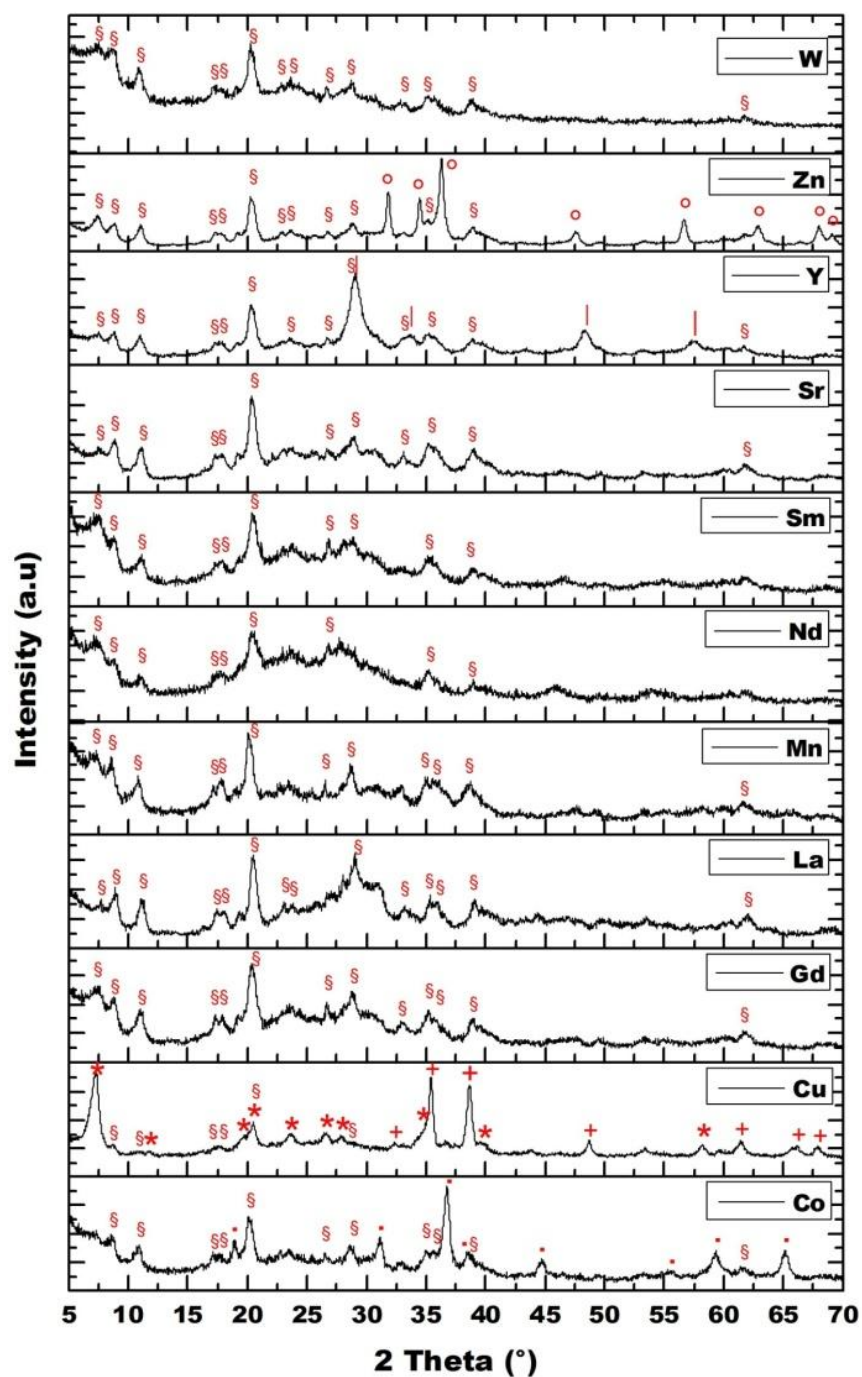 § § § §§ § §§ § § § § § § W
§ § § §§ § §§ § § o o § o § o o o o o Zn
§ § § §§ § § § § | § | § § | | § Y
§ § § §§ § § § § § § § Sr
§ § § §§ § § § § § Sm
§ § § §§ § § § § Nd
§ § § §§ § § § § § § § Mn
§ § § §§ § §§ § § § § § § La
§ § § §§ § § § § § § § § Gd
* § § * §§ * § * * * * § + * + + * + * + + + Cu
§ § §§ ▪ § § § ▪ § § ▪ ▪ § ▪ ▪ ▪ § ▪ Co
5 10 15 20 25 30 35 40 45 50 55 60 65 70
2 Theta (°)
Intensity (a.u)